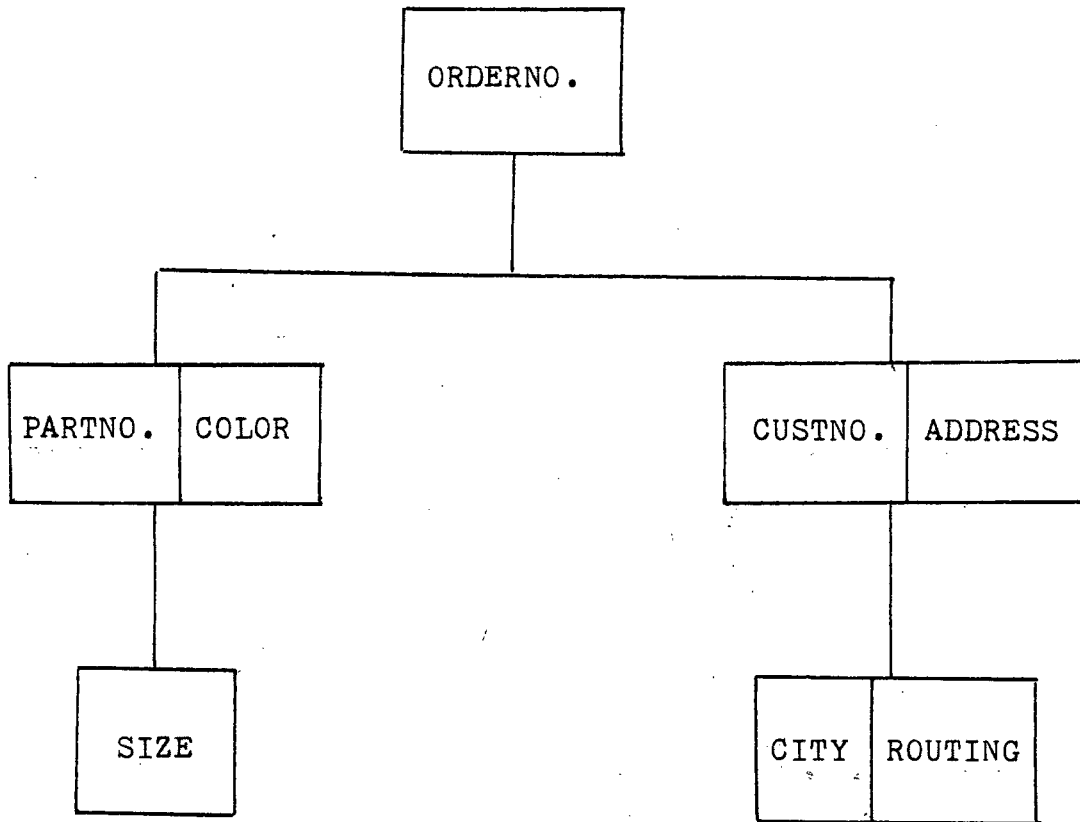 ORDERNO.
PARTNO. COLOR
CUSTNO. ADDRESS
SIZE
CITY ROUTING